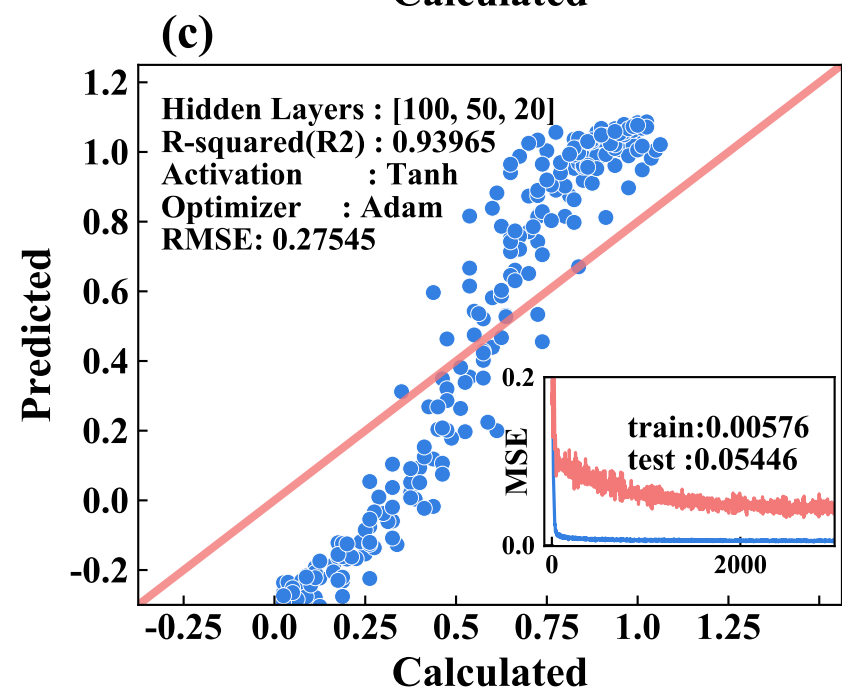 Calculated
(c)
1.2
1.0
0.8
0.6
0.4
0.2
0.0
-0.2
Predicted
Hidden Layers : [100, 50, 20]
R-squared(R2) : 0.93965
Activation : Tanh
Optimizer : Adam
RMSE: 0.27545
0.2
0.0
MSE
train:0.00576
test :0.05446
0 2000
-0.25 0.0 0.25 0.5 0.75 1.0 1.25
Calculated